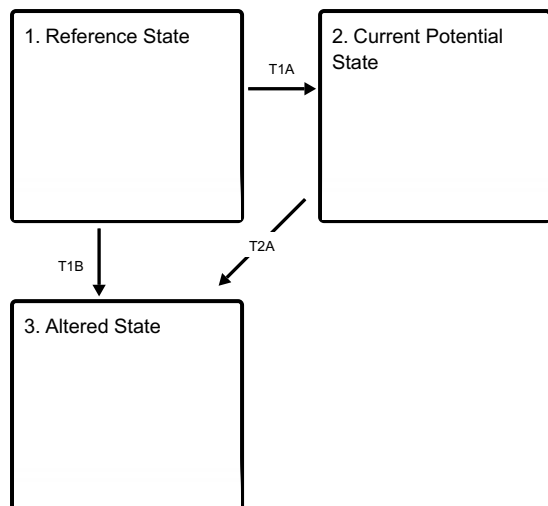 1. Reference State
2. Current Potential
State
T1A
T1B
T2A
3. Altered State